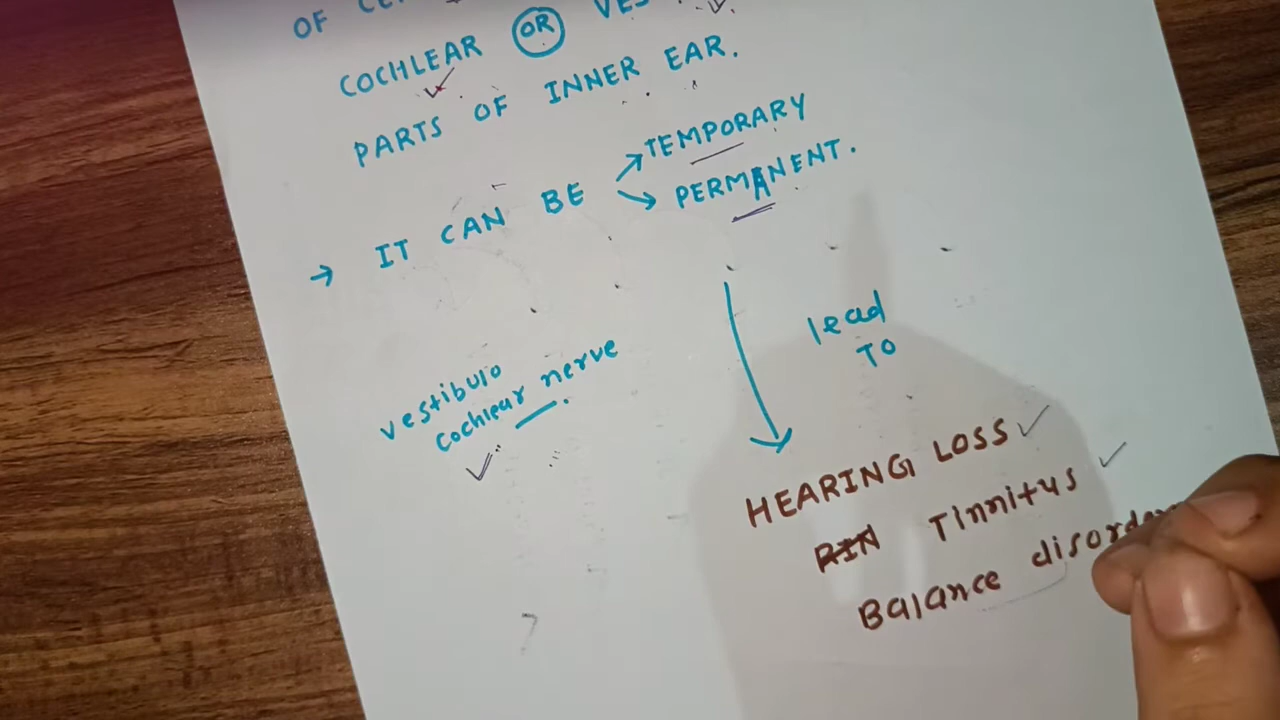 OF
COCHLEAR OR
PARTS OF INNER EAR.
→ IT CAN BE → TEMPORARY
→ PERMANENT.
lead
TO
vestibulo
cochlear nerve
HEARING LOSS
RIN Tinnitus
Balance